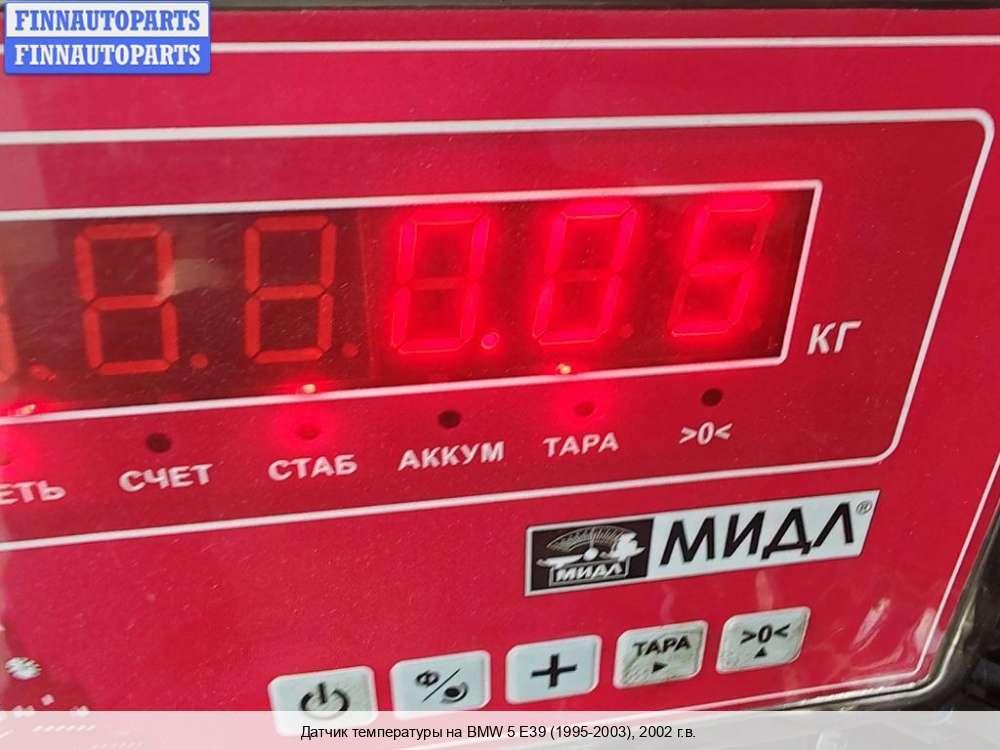 FINNAUTOPARTS
FINNAUTOPARTS
0.05
КГ
СЧЕТ
СТАБ
АККУМ
ТАРА
>0<
МИДЛ®
МИДЛ
ТАРА
>0<
Датчик температуры на BMW 5 E39 (1995-2003), 2002 г.в.